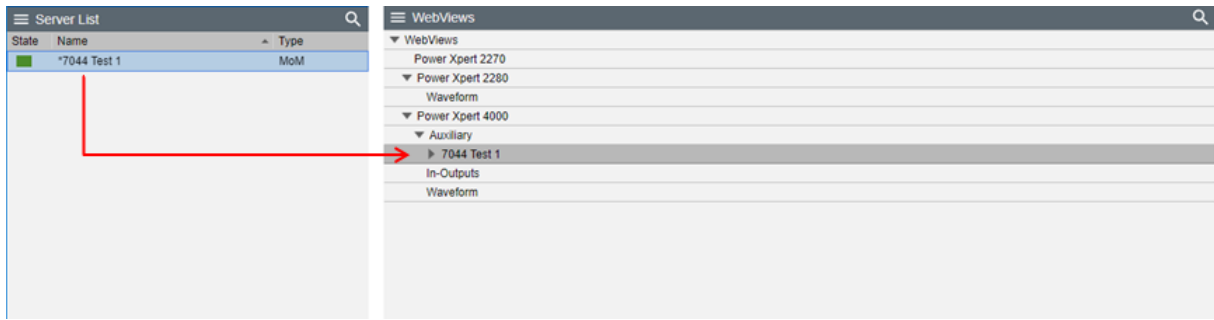 Server List
State Name Type
*7044 Test 1 MoM
WebViews
WebViews
Power Xpert 2270
Power Xpert 2280
Waveform
Power Xpert 4000
Auxiliary
7044 Test 1
In-Outputs
Waveform